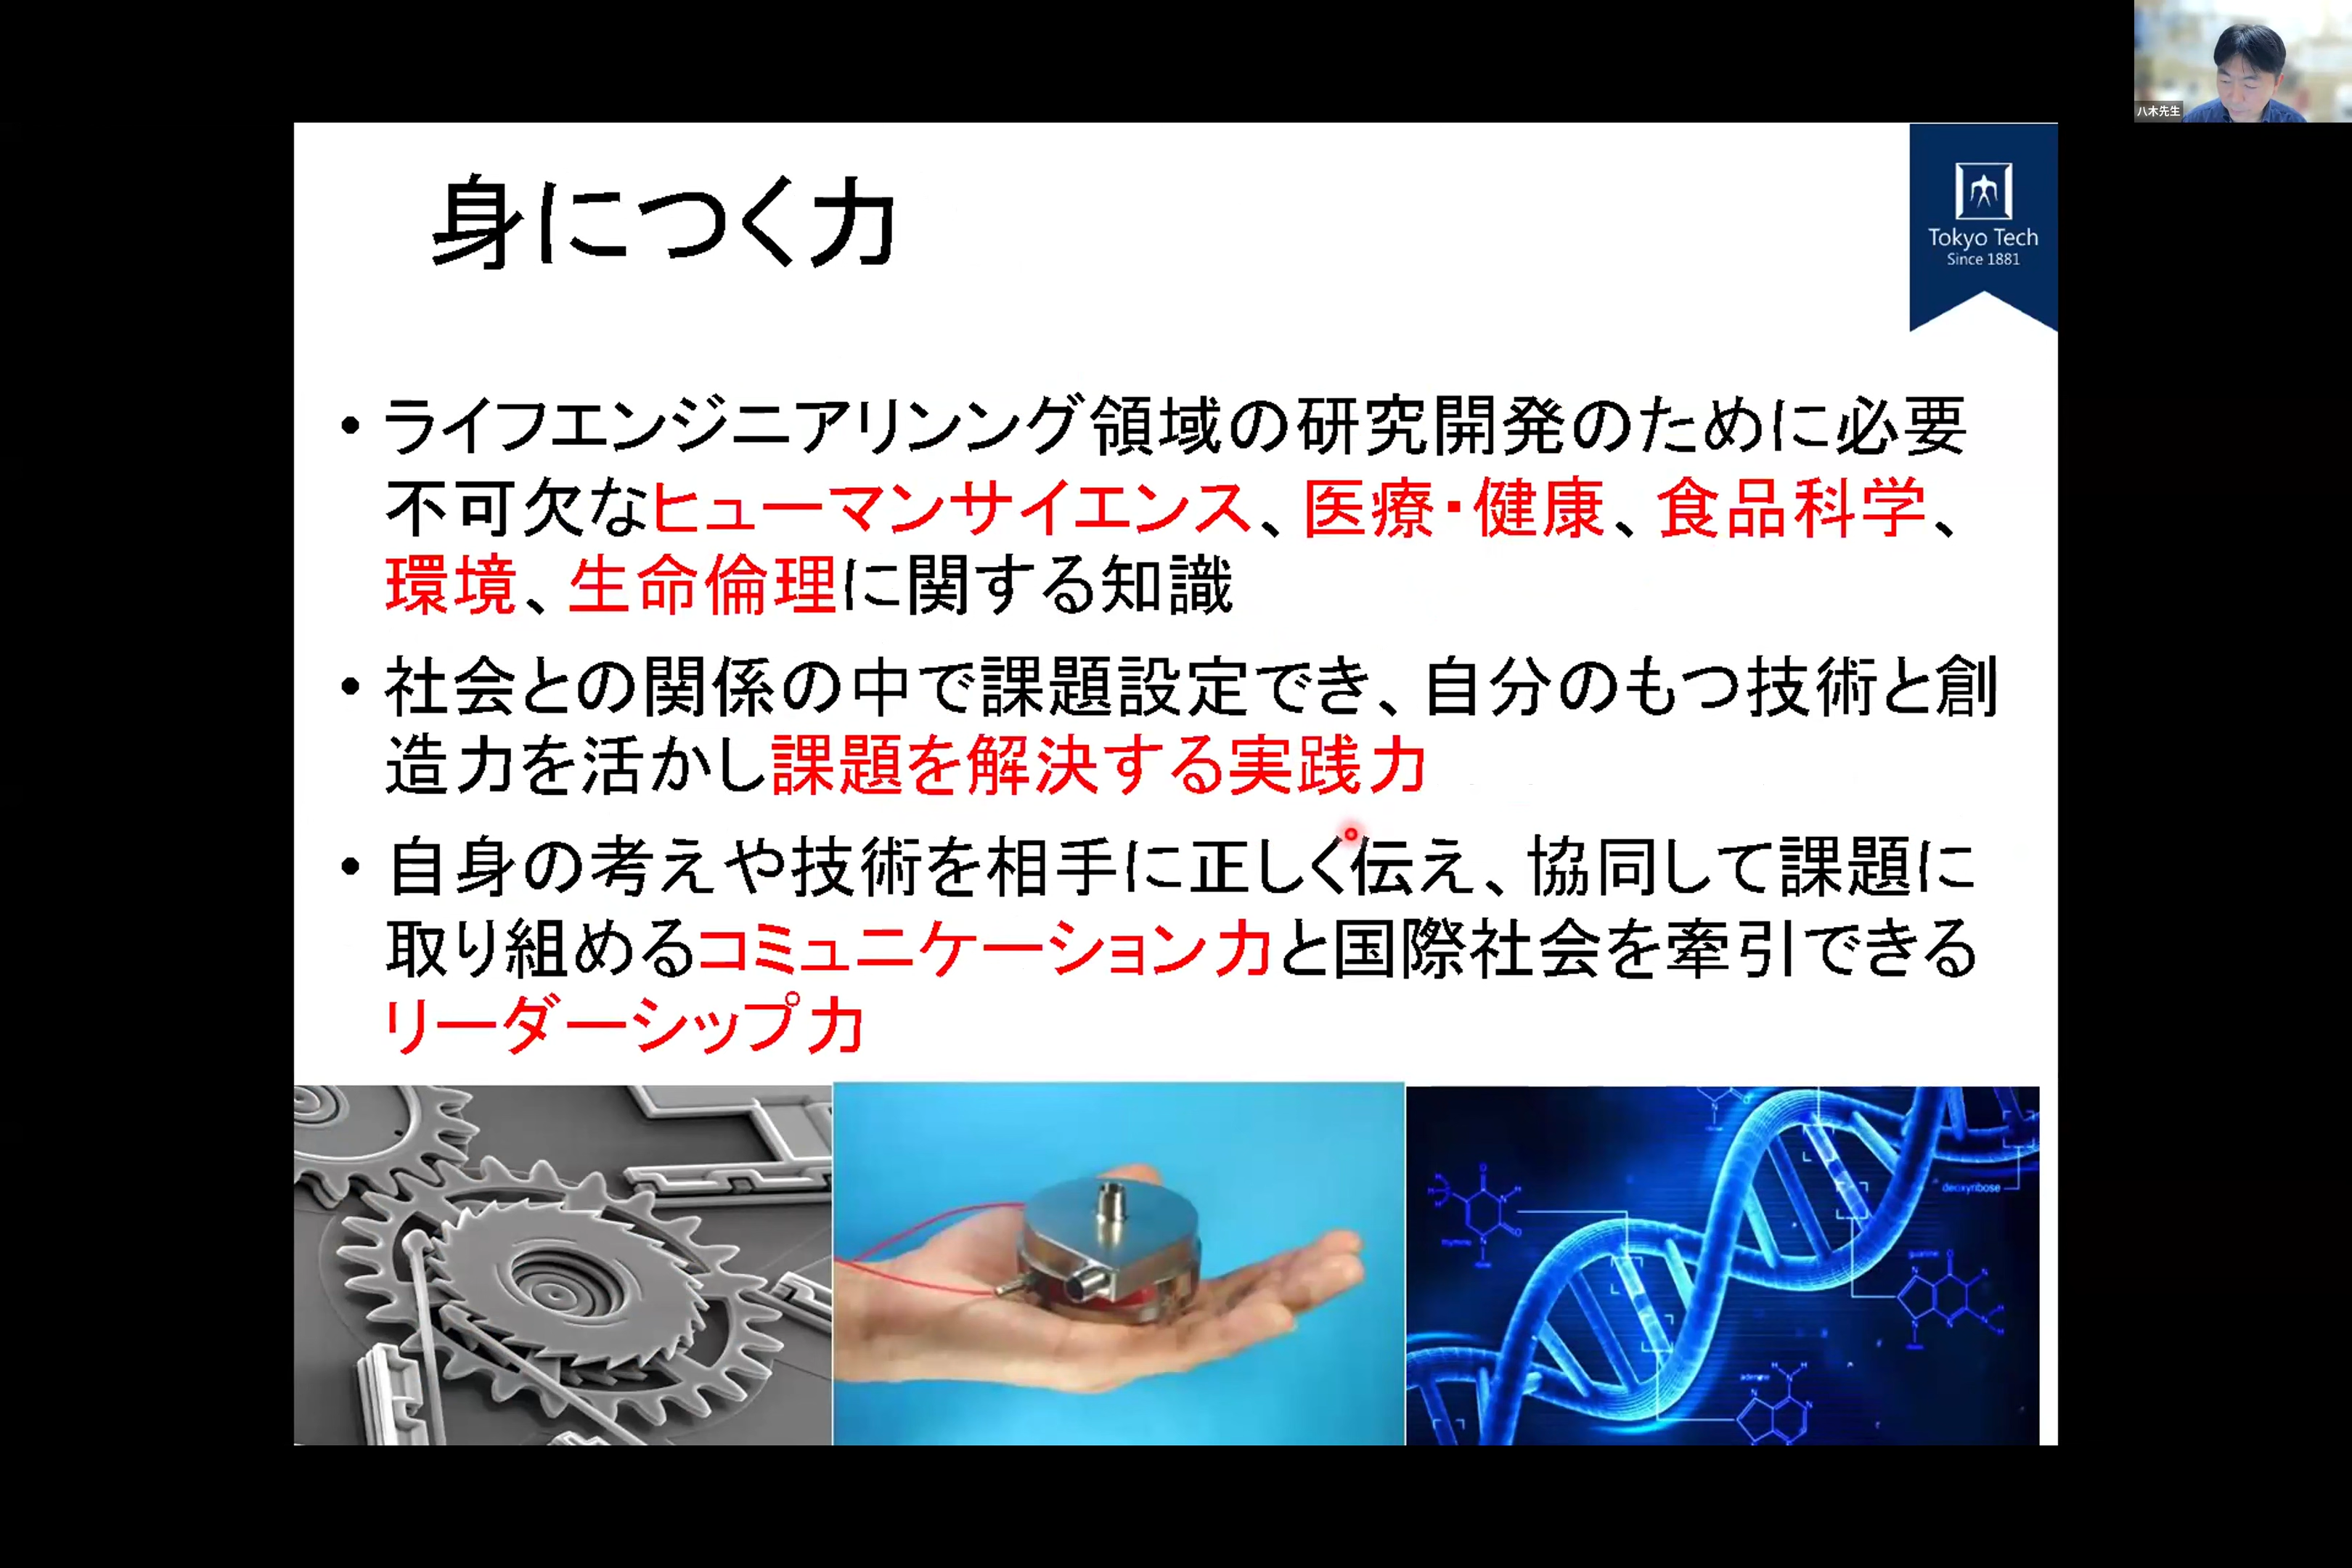 八木先生
身につく力
Tokyo Tech
Since 1881
・ライフエンジニアリンング領域の研究開発のために必要
不可欠なヒューマンサイエンス、医療・健康、食品科学、
環境、生命倫理に関する知識
・社会との関係の中で課題設定でき、自分のもつ技術と創
造力を活かし課題を解決する実践力
・自身の考えや技術を相手に正しく伝え、協同して課題に
取り組めるコミュニケーション力と国際社会を牽引できる
リーダーシップ力
deoxyribose
thymine
guanine
adenine